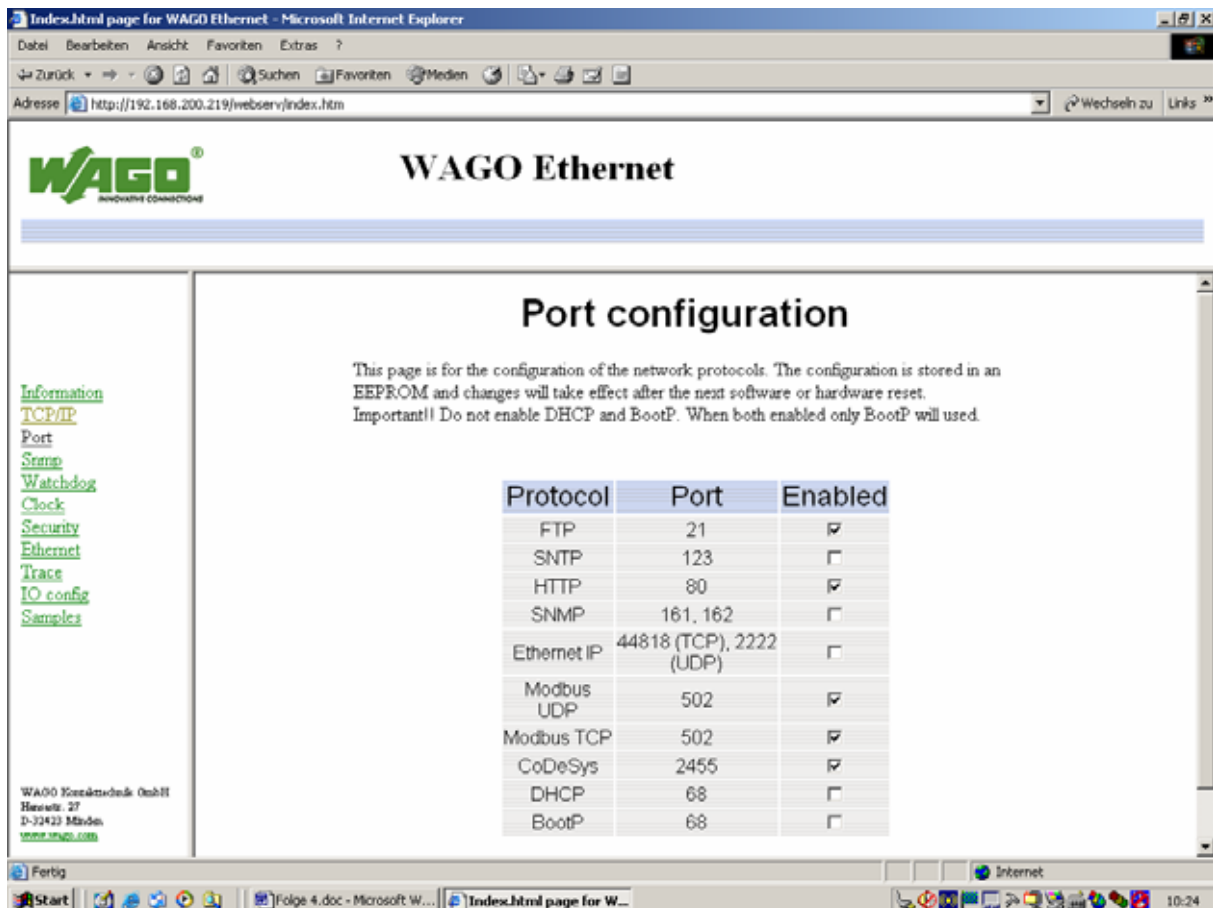 Index.html page for WAGO Ethernet - Microsoft Internet Explorer
Datei Bearbeiten Ansicht Favoriten Extras ?
Zurück Suchen Favoriten Medien
Adresse http://192.168.200.219/webserv/index.htm Wechseln zu Links »
WAGO®
INNOVATIVE CONNECTIONS
WAGO Ethernet
Information
TCP/IP
Port
Snmp
Watchdog
Clock
Security
Ethernet
Trace
IO config
Samples
WAGO Kontakttechnik GmbH
Hansastr. 27
D-32423 Minden
www.wago.com
Port configuration
This page is for the configuration of the network protocols. The configuration is stored in an
EEPROM and changes will take effect after the next software or hardware reset.
Important!! Do not enable DHCP and BootP. When both enabled only BootP will used.
Protocol Port Enabled
FTP 21
SNTP 123
HTTP 80
SNMP 161, 162
Ethernet IP 44818 (TCP), 2222
(UDP)
Modbus
UDP 502
Modbus TCP 502
CoDeSys 2455
DHCP 68
BootP 68
Fertig Internet
Start Folge 4.doc - Microsoft W... Index.html page for W... 10:24